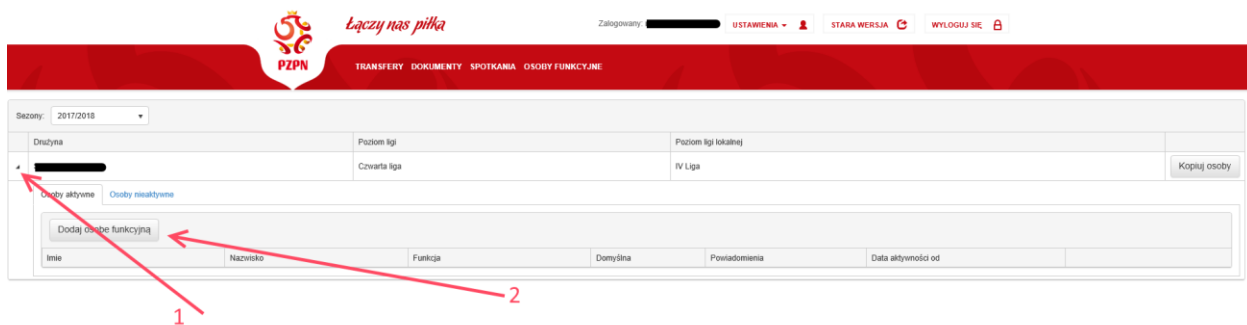 Łączy nas piłka
Zalogowany: USTAWIENIA STARA WERSJA WYLOGUJ SIĘ
PZPN
TRANSFERY DOKUMENTY SPOTKANIA OSOBY FUNKCYJNE
Sezony: 2017/2018
Drużyna Poziom ligi Poziom ligi lokalnej
Czwarta liga IV Liga Kopiuj osoby
Osoby aktywne Osoby nieaktywne
Dodaj osobe funkcyjną
Imie Nazwisko Funkcja Domyślna Powiadomienia Data aktywności od
2
1